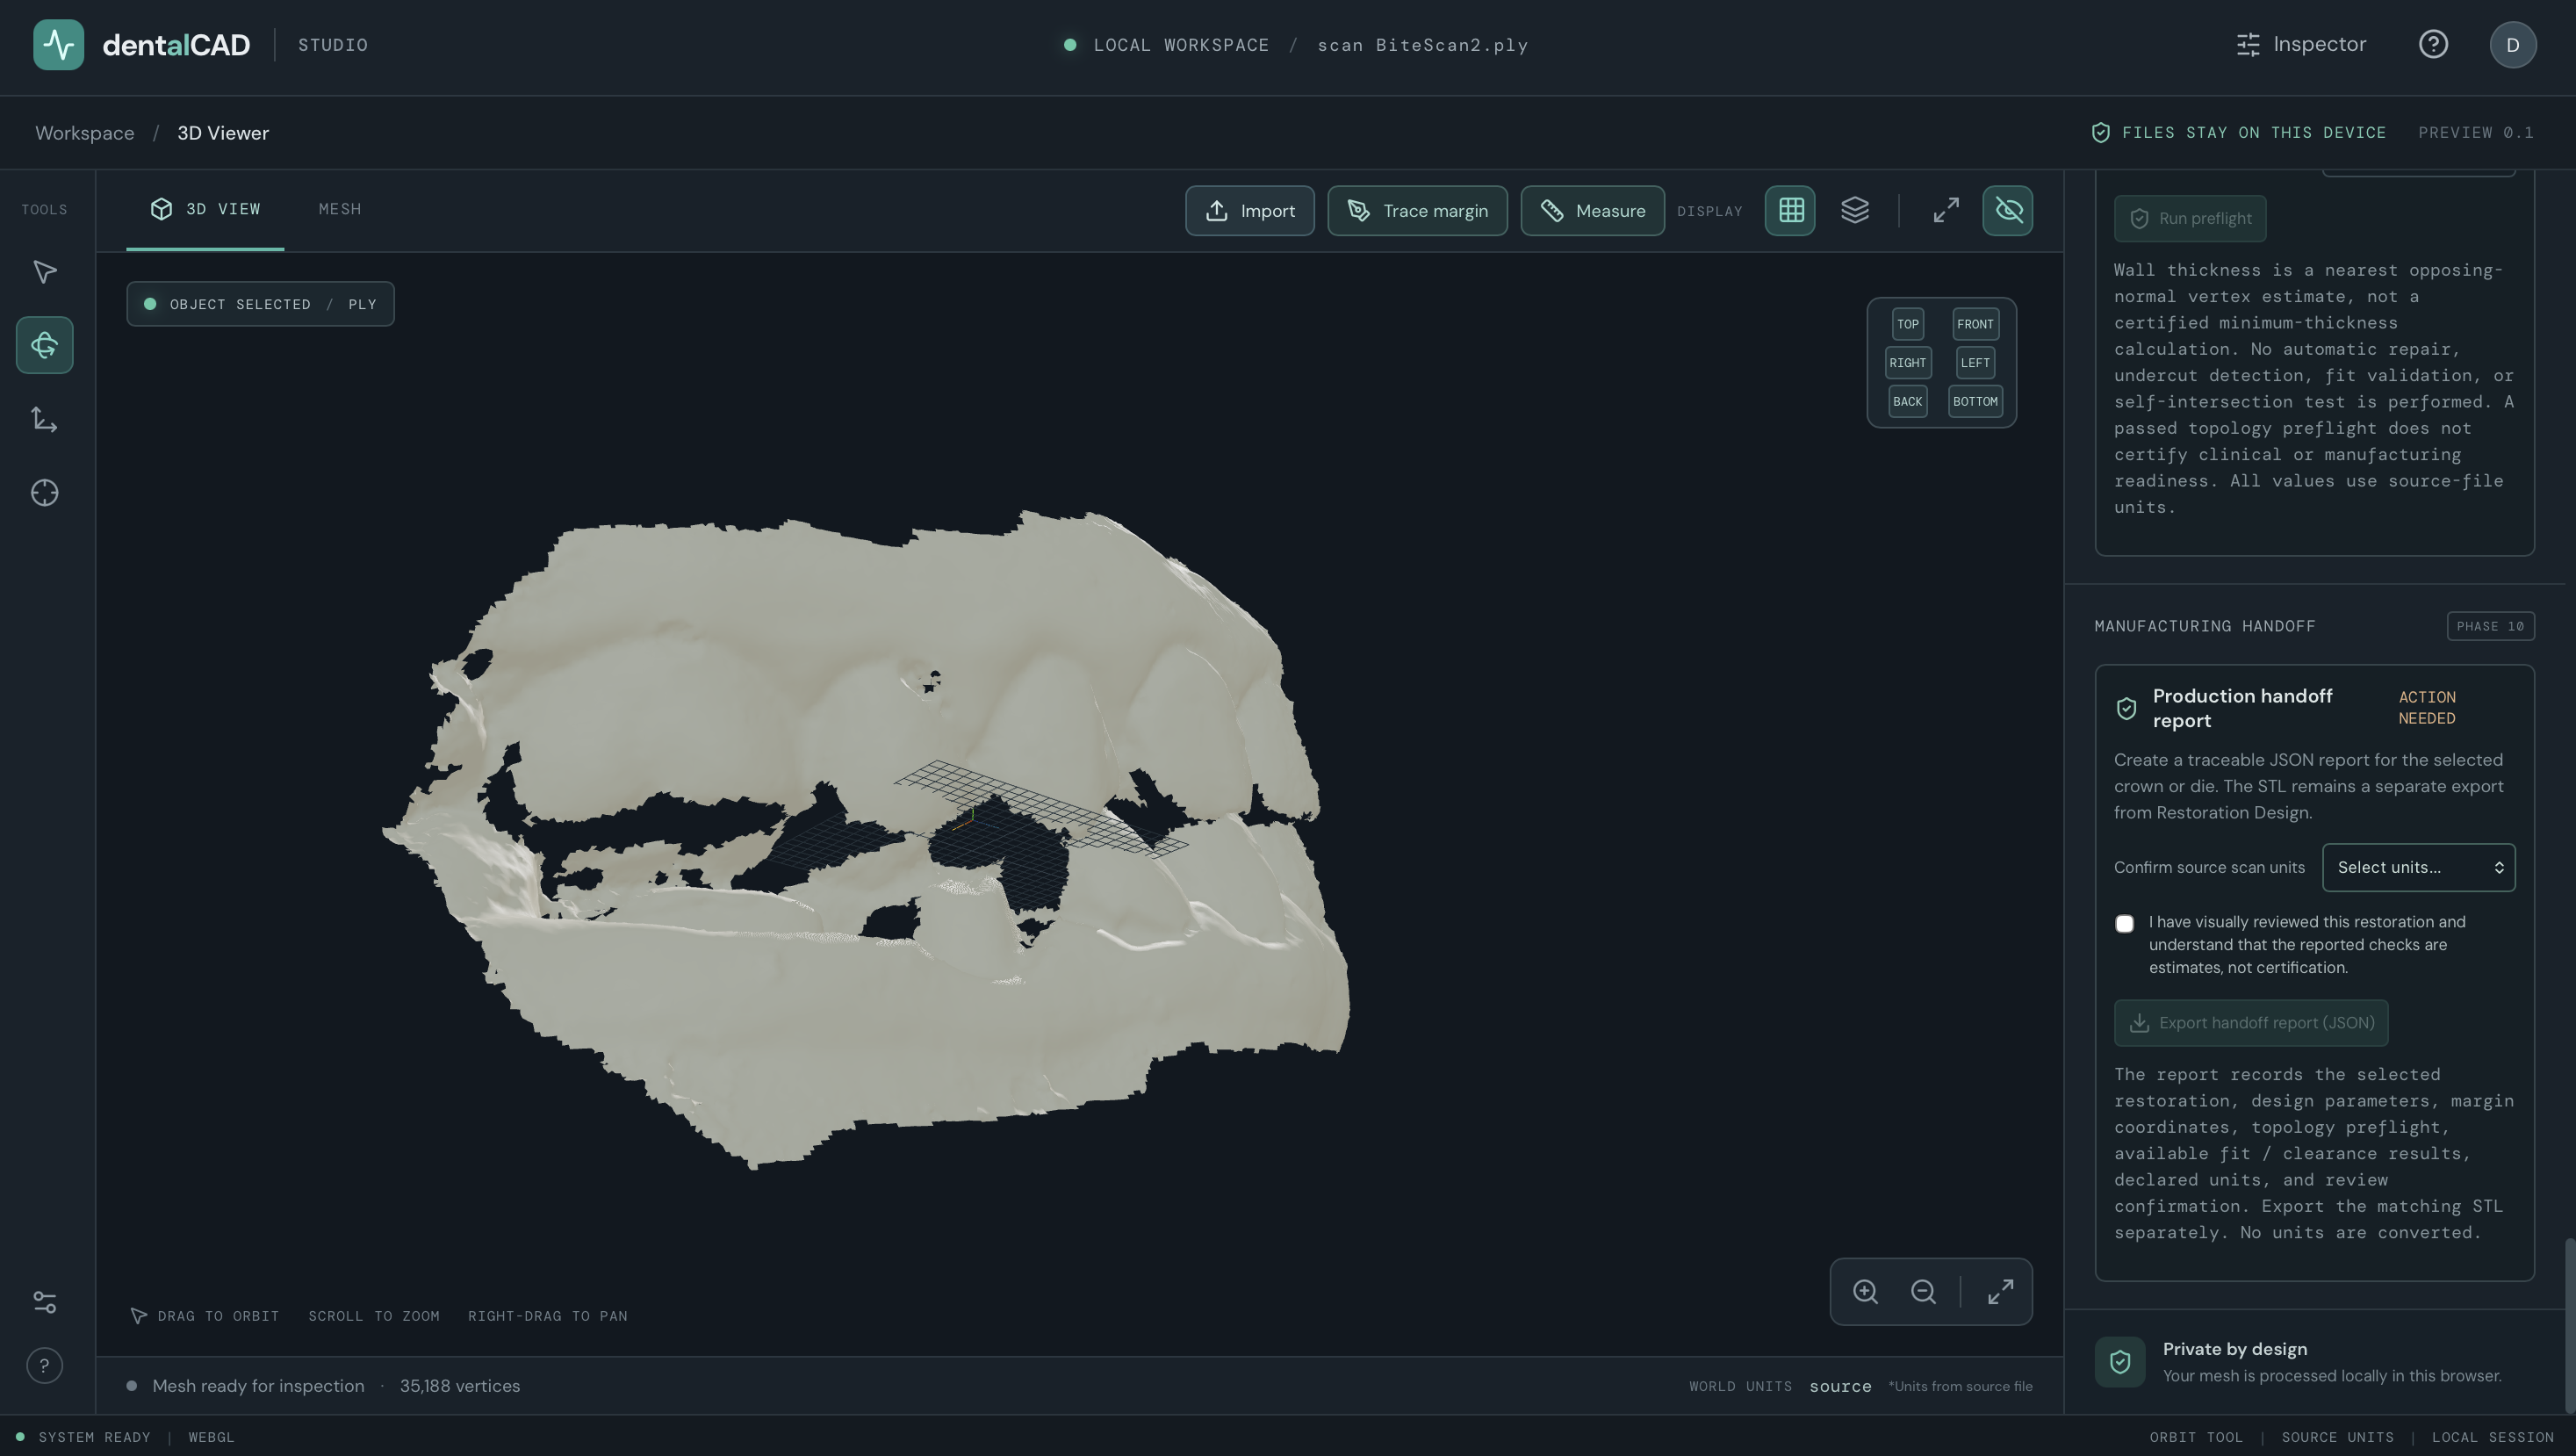 dentalCAD STUDIO
LOCAL WORKSPACE / scan BiteScan2.ply
Inspector
D
Workspace / 3D Viewer
FILES STAY ON THIS DEVICE PREVIEW 0.1
TOOLS
3D VIEW MESH
Import Trace margin Measure DISPLAY
OBJECT SELECTED / PLY
TOP FRONT
RIGHT LEFT
BACK BOTTOM
DRAG TO ORBIT SCROLL TO ZOOM RIGHT-DRAG TO PAN
?
Mesh ready for inspection · 35,188 vertices
WORLD UNITS source *Units from source file
Run preflight
Wall thickness is a nearest opposing-
normal vertex estimate, not a
certified minimum-thickness
calculation. No automatic repair,
undercut detection, fit validation, or
self-intersection test is performed. A
passed topology preflight does not
certify clinical or manufacturing
readiness. All values use source-file
units.
MANUFACTURING HANDOFF PHASE 10
Production handoff
report
ACTION
NEEDED
Create a traceable JSON report for the selected
crown or die. The STL remains a separate export
from Restoration Design.
Confirm source scan units Select units...
I have visually reviewed this restoration and
understand that the reported checks are
estimates, not certification.
Export handoff report (JSON)
The report records the selected
restoration, design parameters, margin
coordinates, topology preflight,
available fit / clearance results,
declared units, and review
confirmation. Export the matching STL
separately. No units are converted.
Private by design
Your mesh is processed locally in this browser.
SYSTEM READY | WEBGL
ORBIT TOOL | SOURCE UNITS | LOCAL SESSION